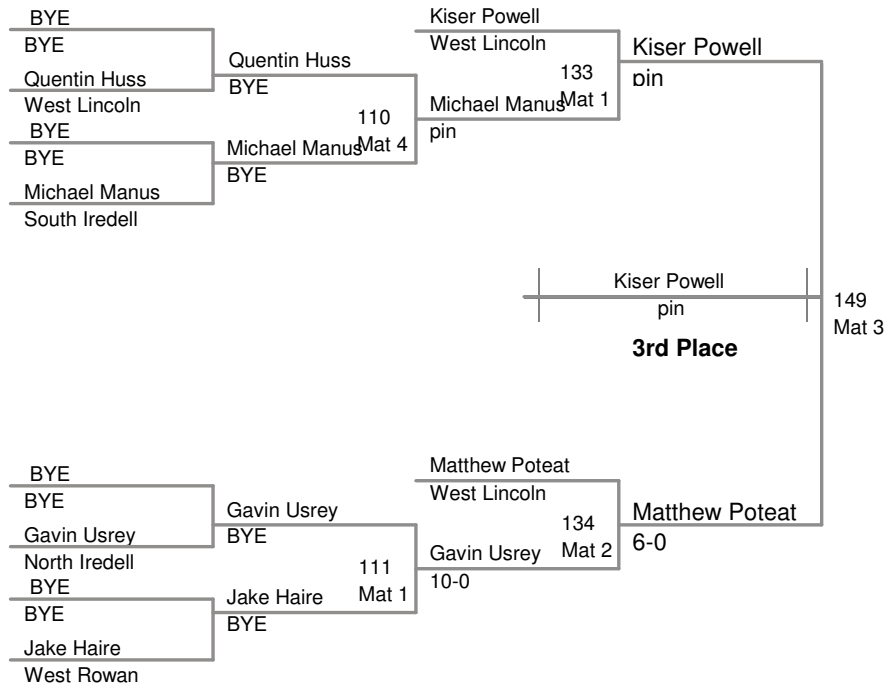 BYE
BYE
Quentin Huss
West Lincoln
BYE
BYE
Michael Manus
South Iredell
Quentin Huss
BYE
110
Mat 4
Michael Manus
BYE
Kiser Powell
West Lincoln
133
Mat 1
Michael Manus
pin
Kiser Powell
pin
Kiser Powell
pin
3rd Place
149
Mat 3
BYE
BYE
Gavin Usrey
North Iredell
BYE
BYE
Jake Haire
West Rowan
Gavin Usrey
BYE
111
Mat 1
Jake Haire
BYE
Matthew Poteat
West Lincoln
134
Mat 2
Gavin Usrey
10-0
Matthew Poteat
6-0